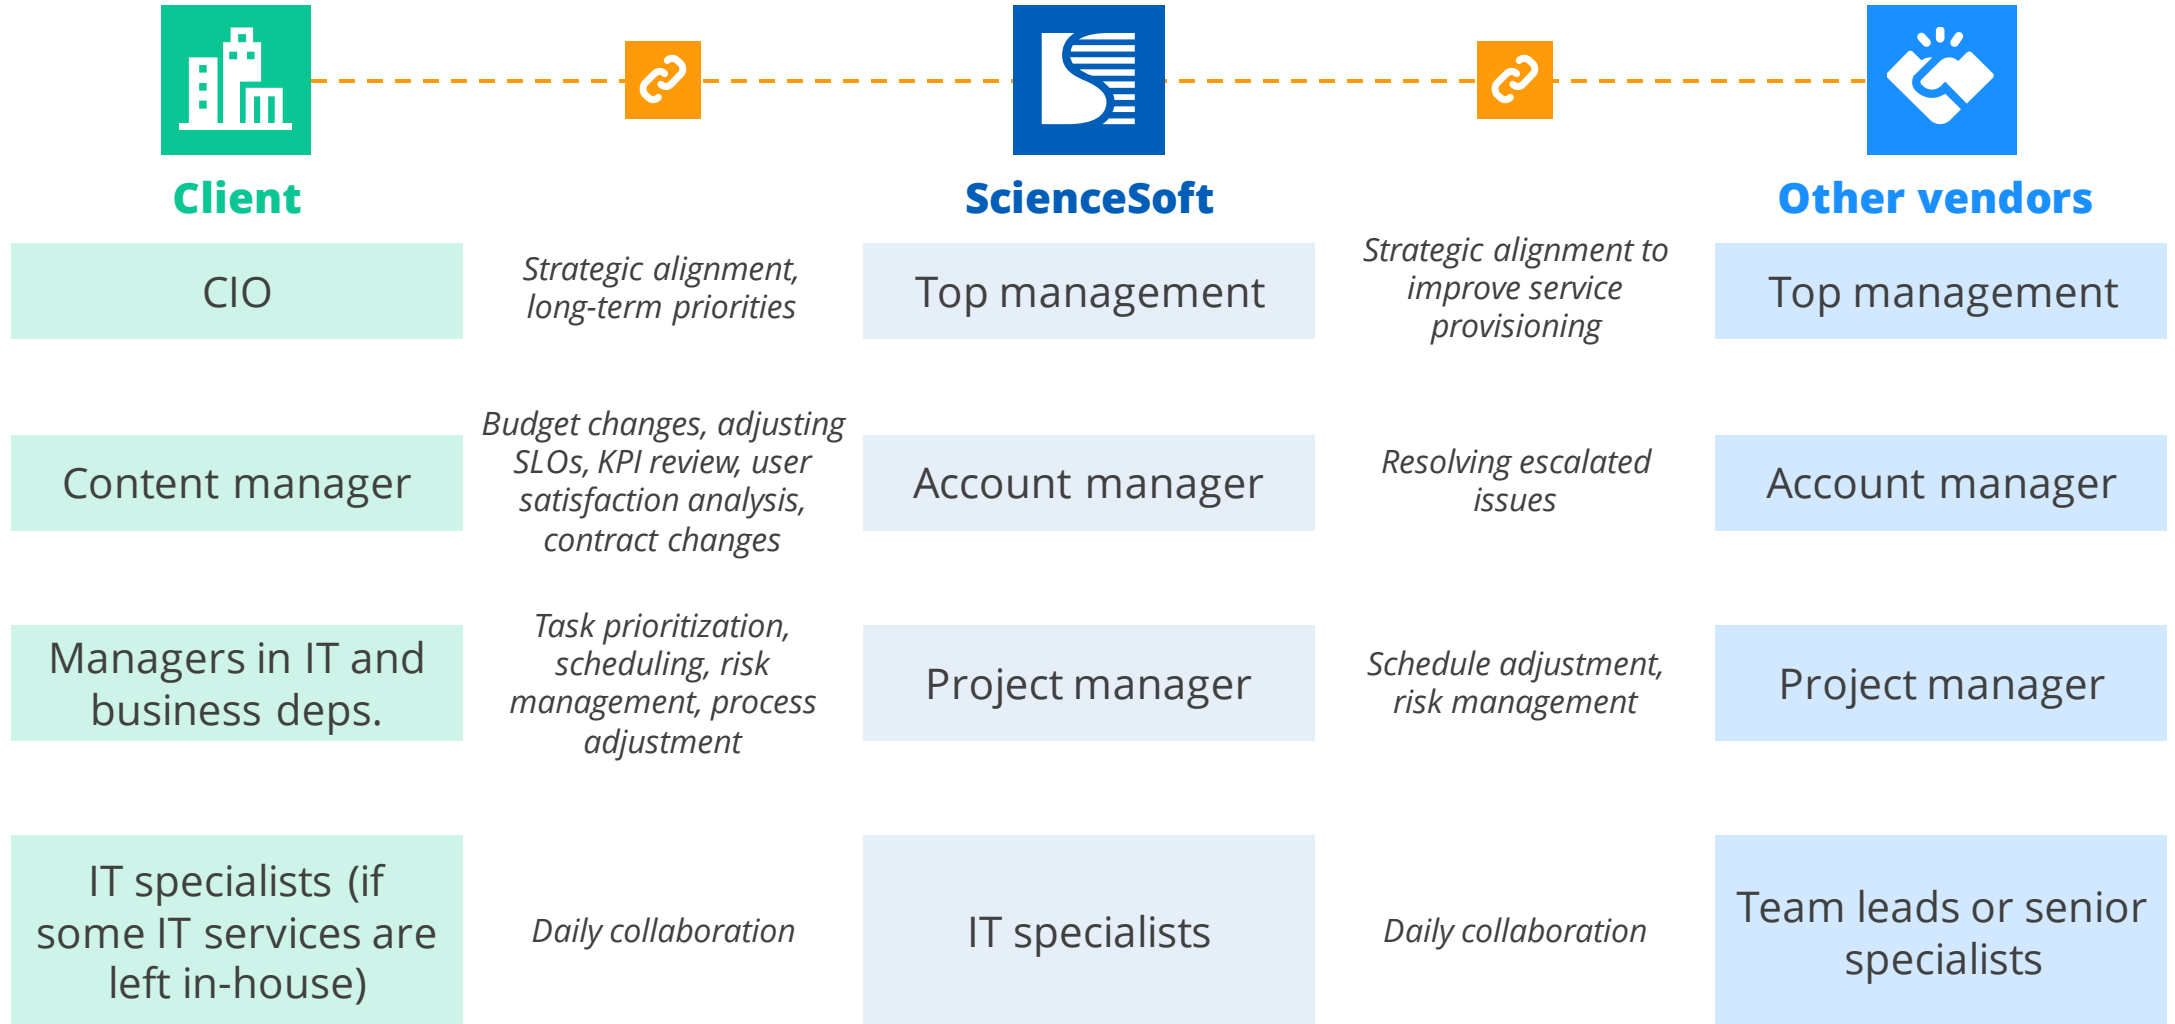 Client
ScienceSoft
Other vendors
CIO
Strategic alignment,
long-term priorities
Top management
Strategic alignment to
improve service
provisioning
Top management
Content manager
Budget changes, adjusting
SLOs, KPI review, user
satisfaction analysis,
contract changes
Account manager
Resolving escalated
issues
Account manager
Managers in IT and
business deps.
Task prioritization,
scheduling, risk
management, process
adjustment
Project manager
Schedule adjustment,
risk management
Project manager
IT specialists (if
some IT services are
left in-house)
Daily collaboration
IT specialists
Daily collaboration
Team leads or senior
specialists